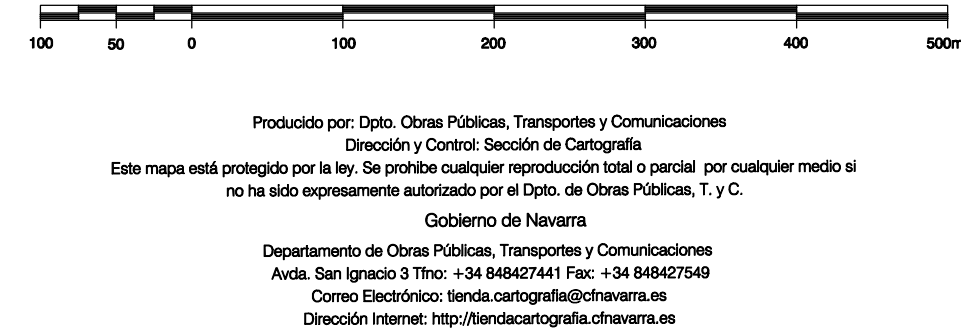 100 50 0 100 200 300 400 500m
Producido por: Dpto. Obras Públicas, Transportes y Comunicaciones
Dirección y Control: Sección de Cartografía
Este mapa está protegido por la ley. Se prohibe cualquier reproducción total o parcial por cualquier medio si
no ha sido expresamente autorizado por el Dpto. de Obras Públicas, T. y C.
Gobierno de Navarra
Departamento de Obras Públicas, Transportes y Comunicaciones
Avda. San Ignacio 3 Tfno: +34 848427441 Fax: +34 848427549
Correo Electrónico: tienda.cartografia@cfnavarra.es
Dirección Internet: http://tiendacartografia.cfnavarra.es